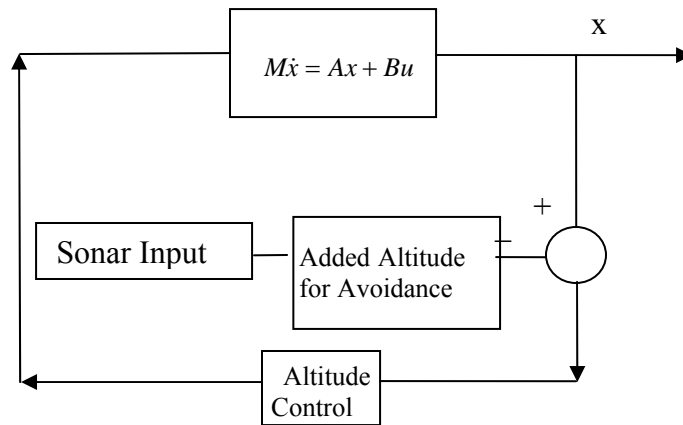 x
Mẋ = Ax + Bu
+
Sonar Input
−
Added Altitude
for Avoidance
Altitude
Control